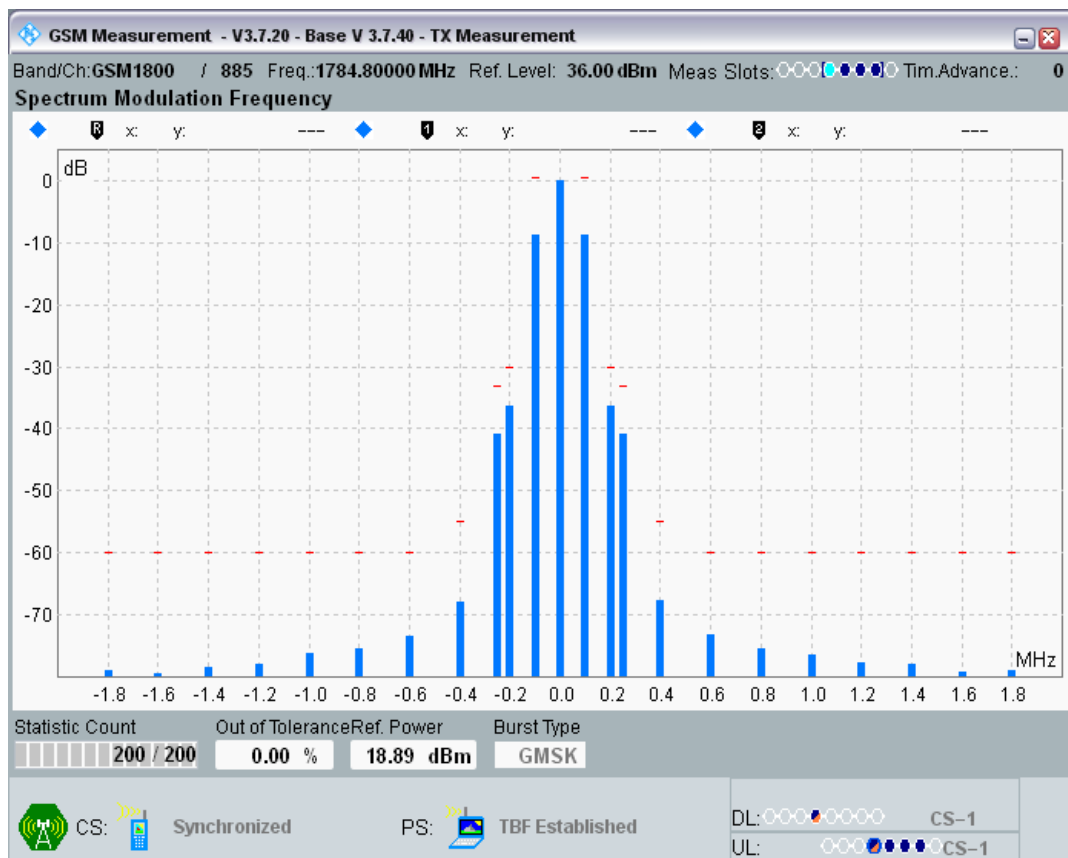 GSM Measurement - V3.7.20 - Base V 3.7.40 - TX Measurement
Band/Ch:GSM1800 / 885 Freq.:1784.80000 MHz Ref. Level: 36.00 dBm Meas Slots: Tim.Advance.: 0
Spectrum Modulation Frequency
R x: y: --- 1 x: y: --- 2 x: y: ---
dB
0
-10
-20
-30
-40
-50
-60
-70
MHz
-1.8 -1.6 -1.4 -1.2 -1.0 -0.8 -0.6 -0.4 -0.2 0.0 0.2 0.4 0.6 0.8 1.0 1.2 1.4 1.6 1.8
Statistic Count Out of Tolerance Ref. Power Burst Type
200 / 200 0.00 % 18.89 dBm GMSK
CS: Synchronized PS: TBF Established
DL: CS-1
UL: CS-1